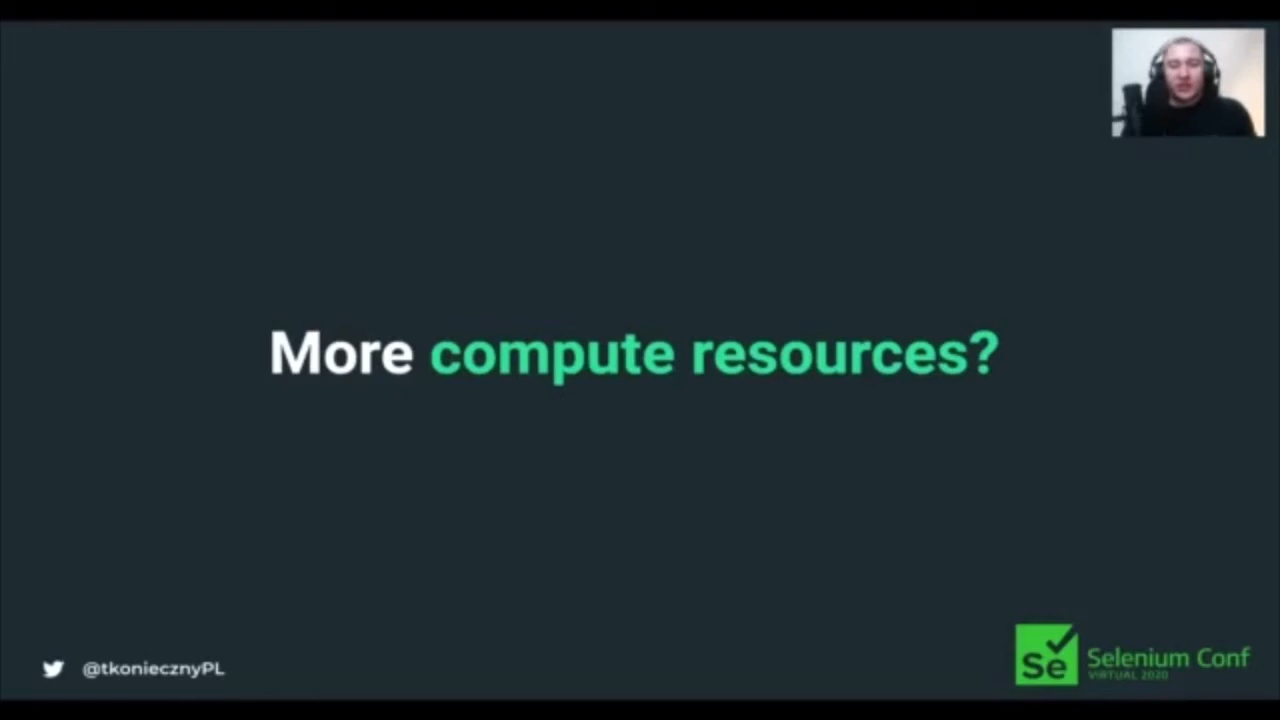 More compute resources?
@tkoniecznyPL
Se
Selenium Conf
VIRTUAL 2020